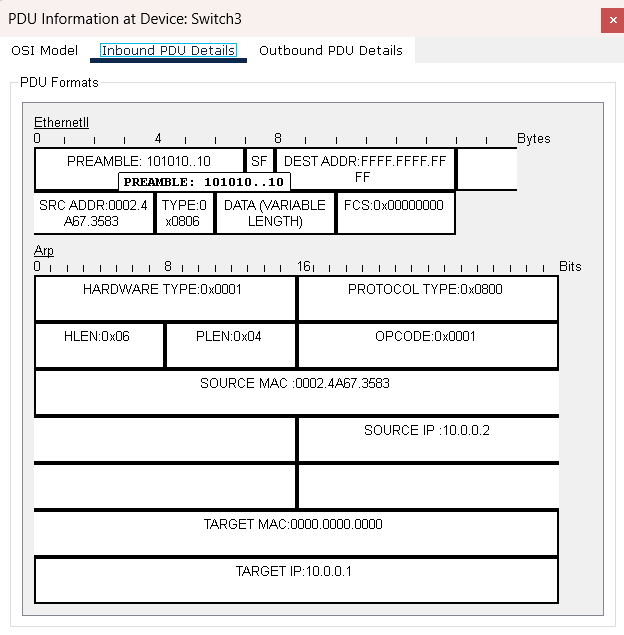 PDU Information at Device: Switch3
×
OSI Model Inbound PDU Details Outbound PDU Details
PDU Formats
EthernetII
0 4 8 Bytes
PREAMBLE: 101010..10 SF DEST ADDR:FFFF.FFFF.FF
FF
PREAMBLE: 101010..10
SRC ADDR:0002.4 TYPE:0 DATA (VARIABLE FCS:0x00000000
A67.3583 x0806 LENGTH)
Arp
0 8 16 Bits
HARDWARE TYPE:0x0001 PROTOCOL TYPE:0x0800
HLEN:0x06 PLEN:0x04 OPCODE:0x0001
SOURCE MAC :0002.4A67.3583
SOURCE IP :10.0.0.2
TARGET MAC:0000.0000.0000
TARGET IP:10.0.0.1